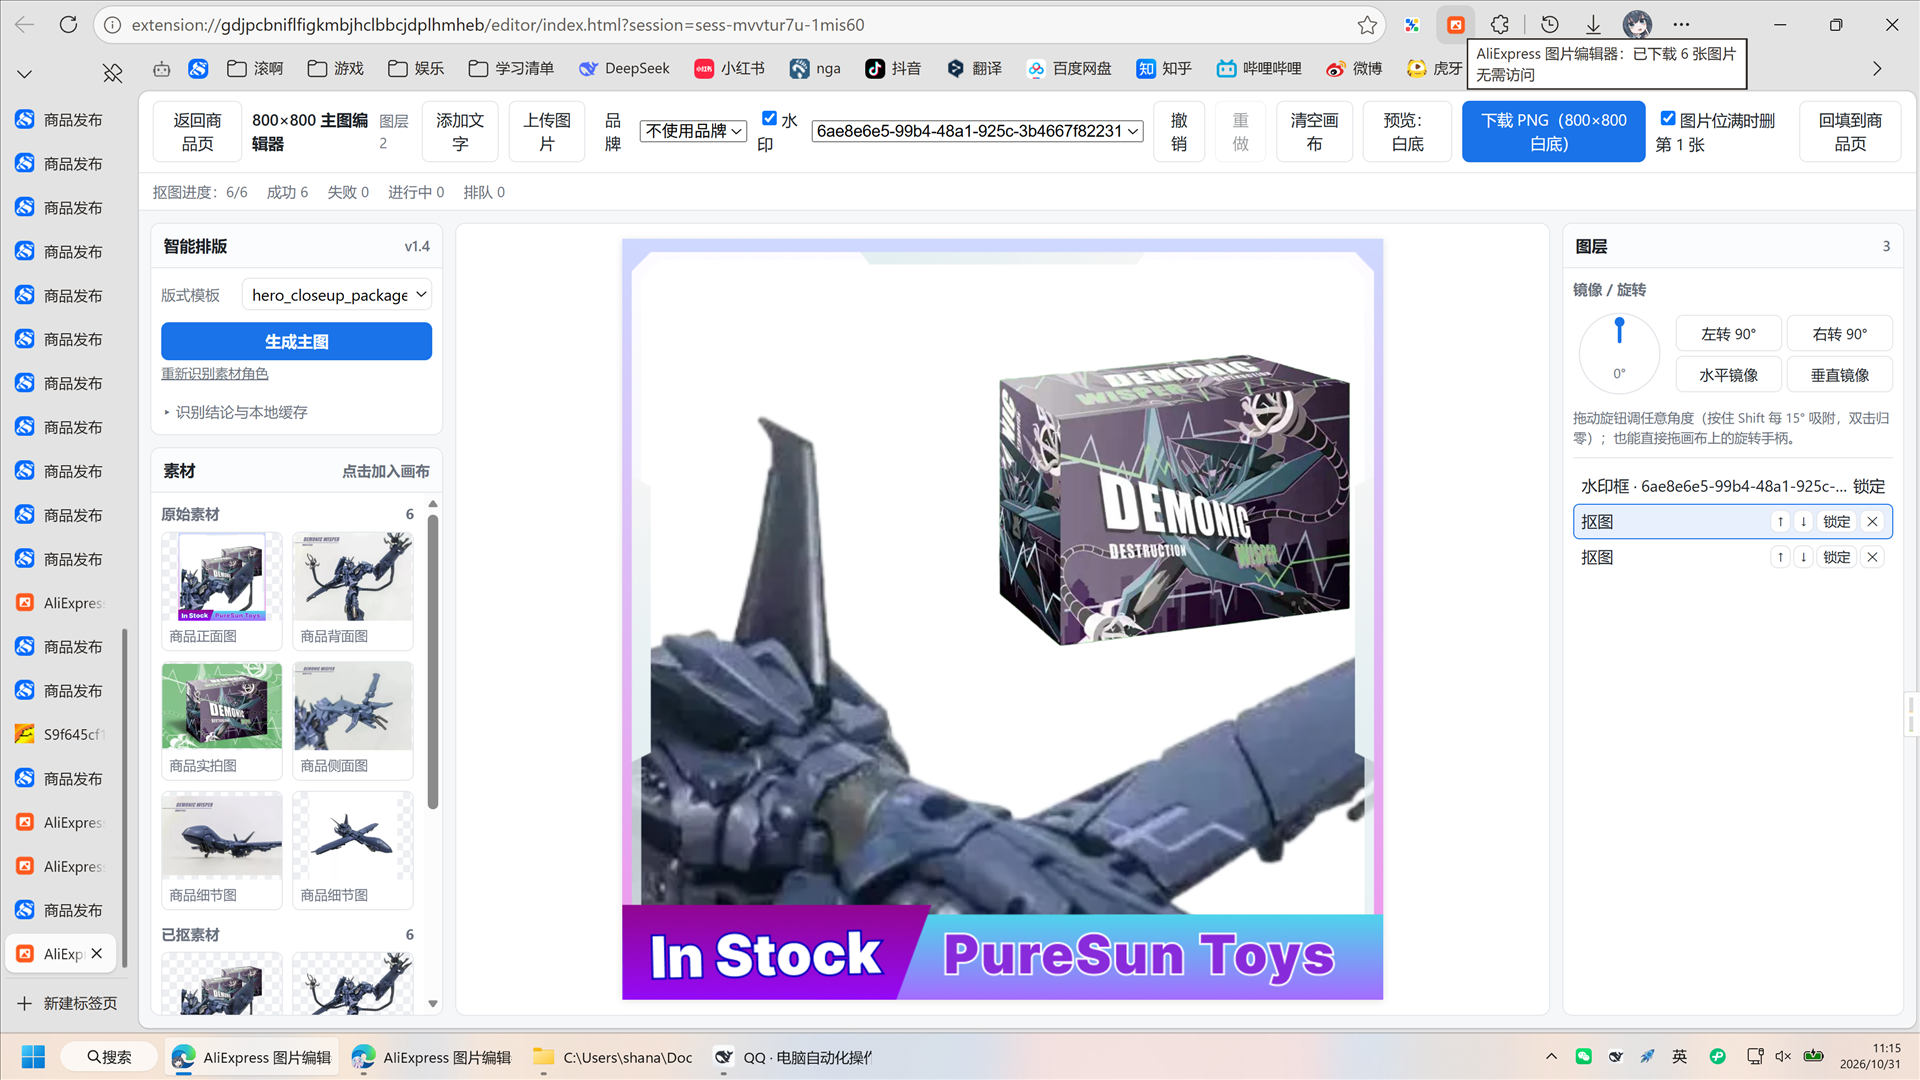 extension://gdjpcbniflfigkmbjhclbbcjdplhmheb/editor/index.html?session=sess-mvvtur7u-1mis60
AliExpress 图片编辑器：已下载 6 张图片
无需访问
滚啊
游戏
娱乐
学习清单
DeepSeek
小红书
nga
抖音
翻译
百度网盘
知乎
哔哩哔哩
微博
虎牙
商品发布
商品发布
商品发布
商品发布
商品发布
商品发布
商品发布
商品发布
商品发布
商品发布
商品发布
AliExpres
商品发布
商品发布
S9f645cf1
商品发布
AliExpres
AliExpres
商品发布
AliExp
新建标签页
返回商品页
800×800 主图编辑器
图层 2
添加文字
上传图片
品牌
不使用品牌
水印
6ae8e6e5-99b4-48a1-925c-3b4667f82231
撤销
重做
清空画布
预览：白底
下载 PNG（800×800 白底）
图片位满时删第 1 张
回填到商品页
抠图进度：6/6 成功 6 失败 0 进行中 0 排队 0
智能排版 v1.4
版式模板 hero_closeup_package
生成主图
重新识别素材角色
识别结论与本地缓存
素材 点击加入画布
原始素材 6
In Stock PureSun Toys
DEMONIC WISPER
商品正面图
商品背面图
DEMONIC
DEMONIC WISPER
商品实拍图
商品侧面图
DEMONIC WISPER
商品细节图
商品细节图
已抠素材 6
DEMONIC
WISPER
DEMONIC
DESTRUCTION
WISPER
In Stock
PureSun Toys
图层 3
镜像 / 旋转
0°
左转 90°
右转 90°
水平镜像
垂直镜像
拖动旋钮调任意角度（按住 Shift 每 15° 吸附，双击归
零）；也能直接拖画布上的旋转手柄。
水印框 · 6ae8e6e5-99b4-48a1-925c-... 锁定
抠图 ↑ ↓ 锁定
抠图 ↑ ↓ 锁定
搜索
AliExpress 图片编辑
AliExpress 图片编辑
C:\Users\shana\Doc
QQ · 电脑自动化操作
英
11:15
2026/10/31